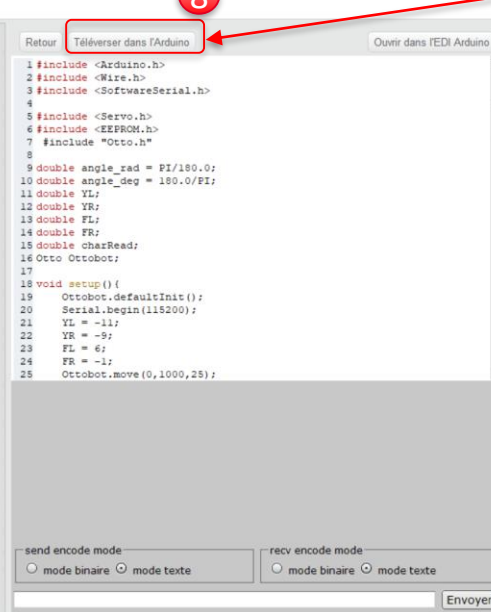 8
Retour Téléverser dans l'Arduino Ouvrir dans l'EDI Arduino
1 #include <Arduino.h>
2 #include <Wire.h>
3 #include <SoftwareSerial.h>
4
5 #include <Servo.h>
6 #include <EEPROM.h>
7 #include "Otto.h"
8
9 double angle_rad = PI/180.0;
10 double angle_deg = 180.0/PI;
11 double YL;
12 double YR;
13 double FL;
14 double FR;
15 double charRead;
16 Otto Ottobot;
17
18 void setup(){
19 Ottobot.defaultInit();
20 Serial.begin(115200);
21 YL = -11;
22 YR = -9;
23 FL = 6;
24 FR = -1;
25 Ottobot.move(0,1000,25);
send encode mode recv encode mode
mode binaire mode texte mode binaire mode texte
Envoyer